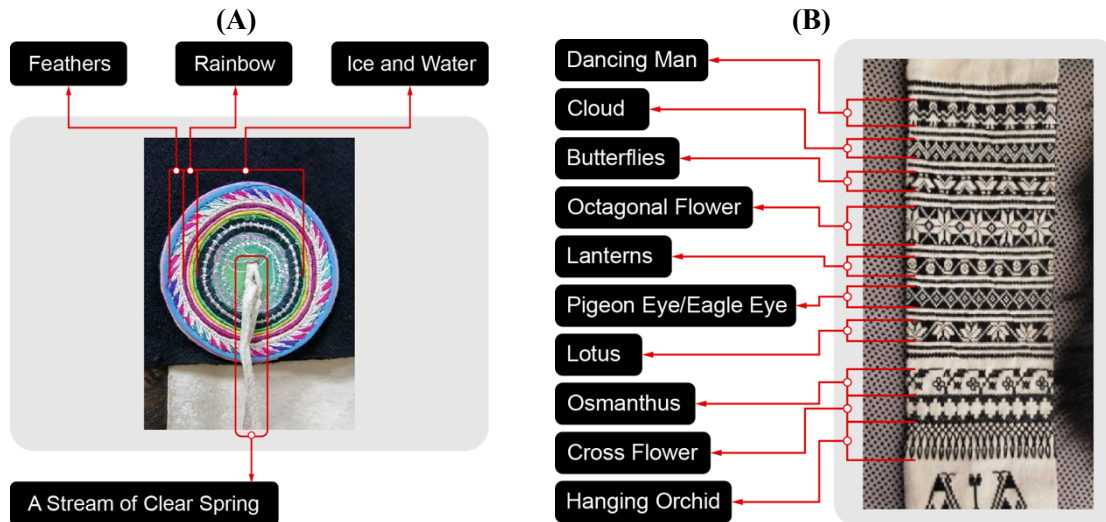 (A)
Feathers
Rainbow
Ice and Water
A Stream of Clear Spring
(B)
Dancing Man
Cloud
Butterflies
Octagonal Flower
Lanterns
Pigeon Eye/Eagle Eye
Lotus
Osmanthus
Cross Flower
Hanging Orchid